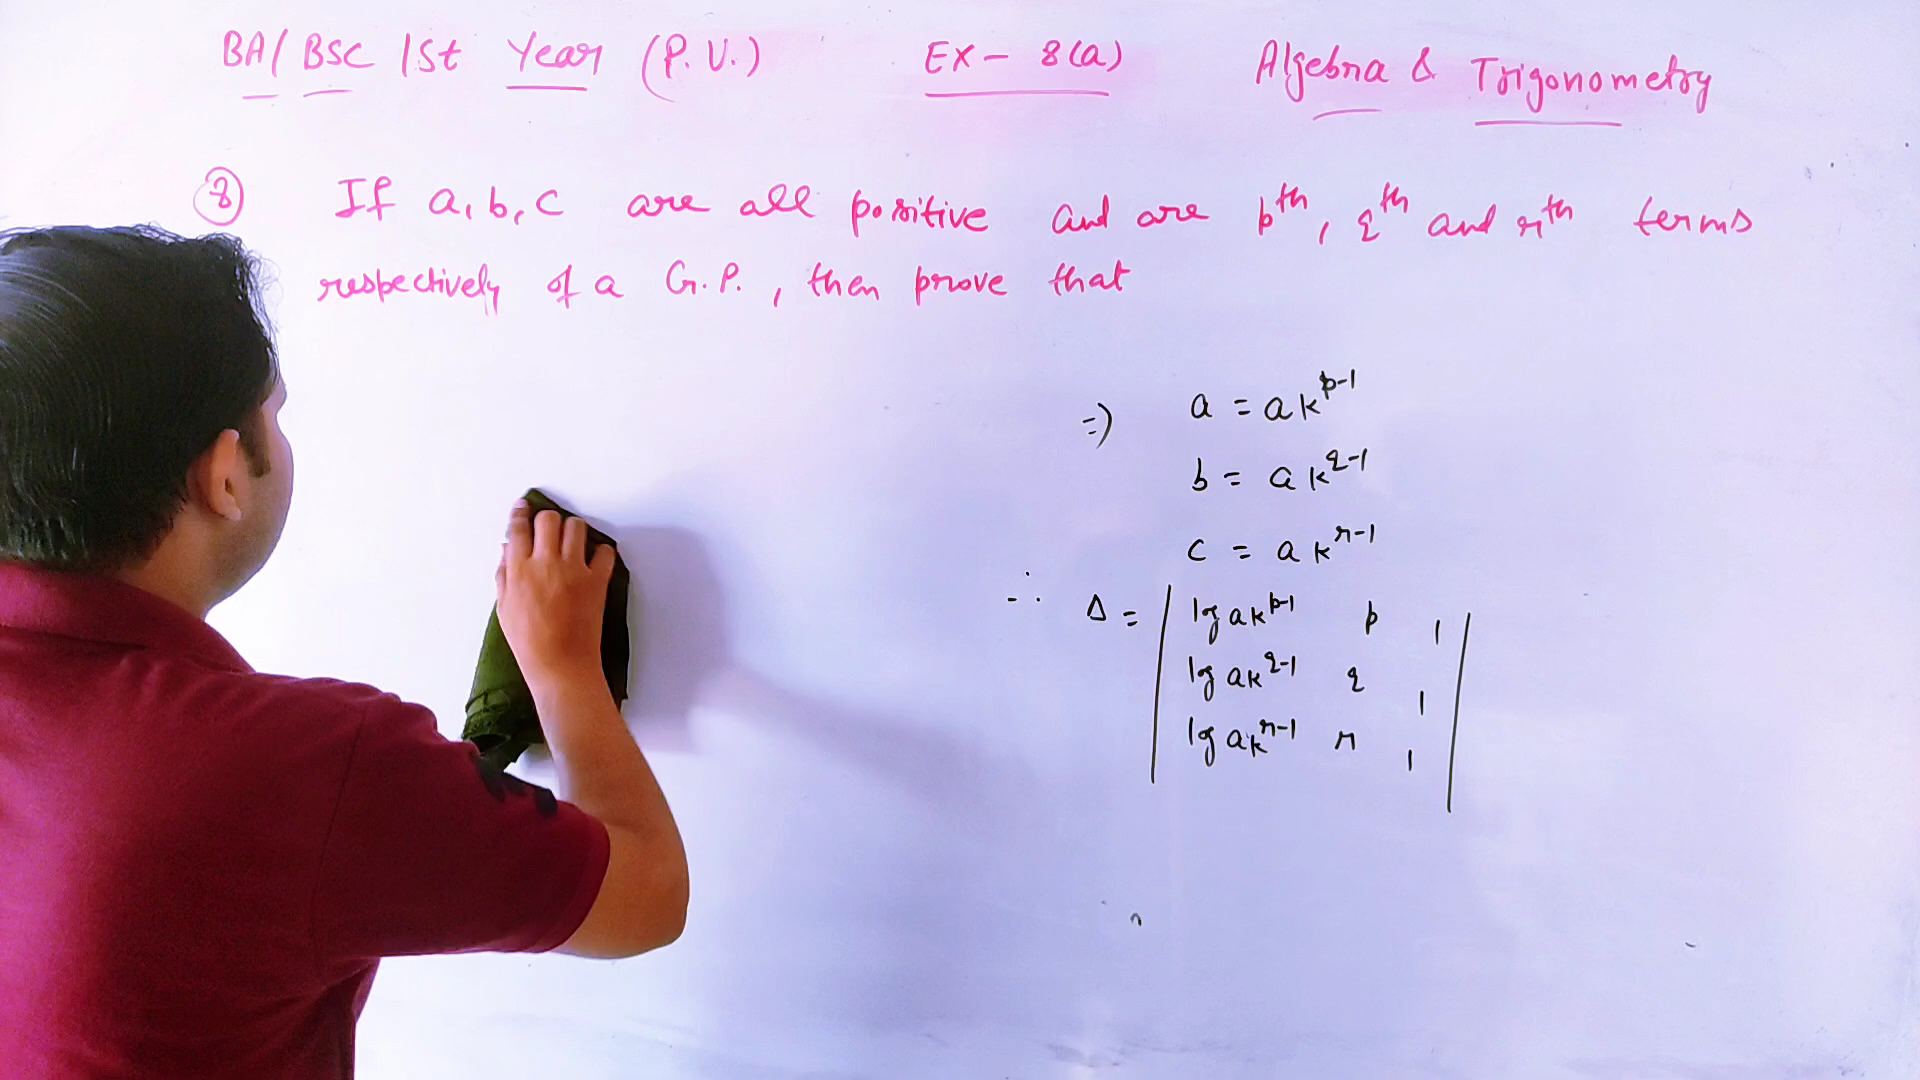 BA/ BSC 1st Year (P.U.) EX- 8(a) Algebra & Trigonometry
8 If a, b, c are all positive and are pth, qth and rth terms
respectively of a G.P., then prove that
⇒ a = ak^p-1
b = ak^q-1
c = ak^r-1
∴ Δ = | log ak^p-1 p 1 |
| log ak^q-1 q 1 |
| log ak^r-1 r 1 |